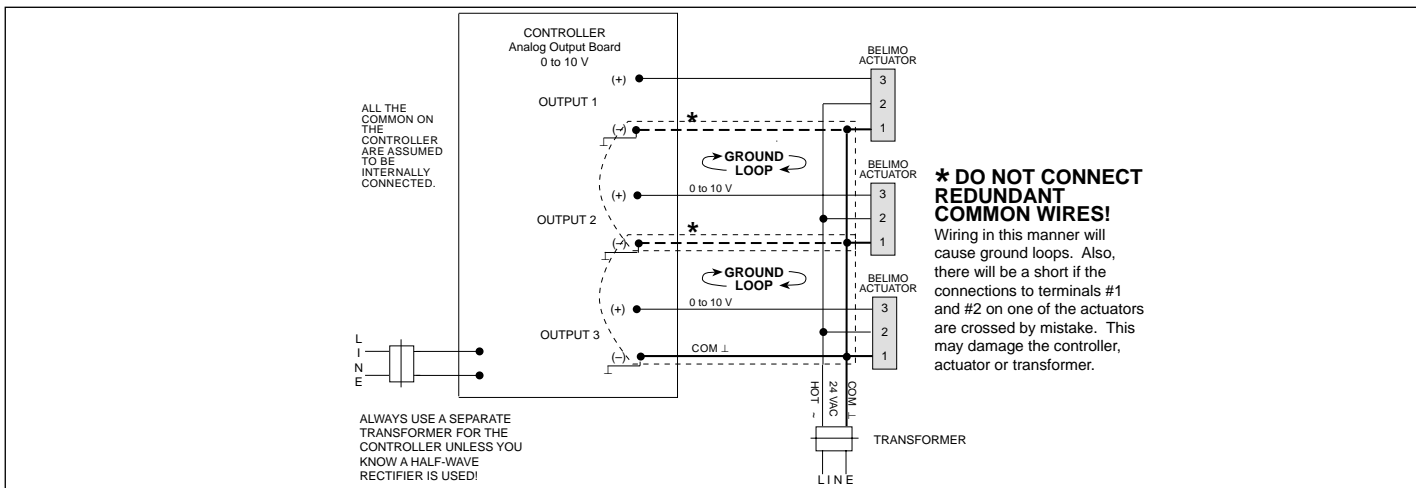 CONTROLLER
Analog Output Board
0 to 10 V
BELIMO
ACTUATOR
(+)
3
OUTPUT 1
2
ALL THE
COMMON ON
THE
CONTROLLER
ARE ASSUMED
TO BE
INTERNALLY
CONNECTED.
*
(–)
1
⊥
GROUND
LOOP
BELIMO
ACTUATOR
(+)
0 to 10 V
3
OUTPUT 2
2
*
(–)
1
⊥
GROUND
LOOP
BELIMO
ACTUATOR
(+)
0 to 10 V
3
OUTPUT 3
2
(–)
COM ⊥
1
⊥
* DO NOT CONNECT
REDUNDANT
COMMON WIRES!
Wiring in this manner will
cause ground loops. Also,
there will be a short if the
connections to terminals #1
and #2 on one of the actuators
are crossed by mistake. This
may damage the controller,
actuator or transformer.
LINE
HOT ~
24 VAC
COM ⊥
TRANSFORMER
LINE
ALWAYS USE A SEPARATE
TRANSFORMER FOR THE
CONTROLLER UNLESS YOU
KNOW A HALF-WAVE
RECTIFIER IS USED!